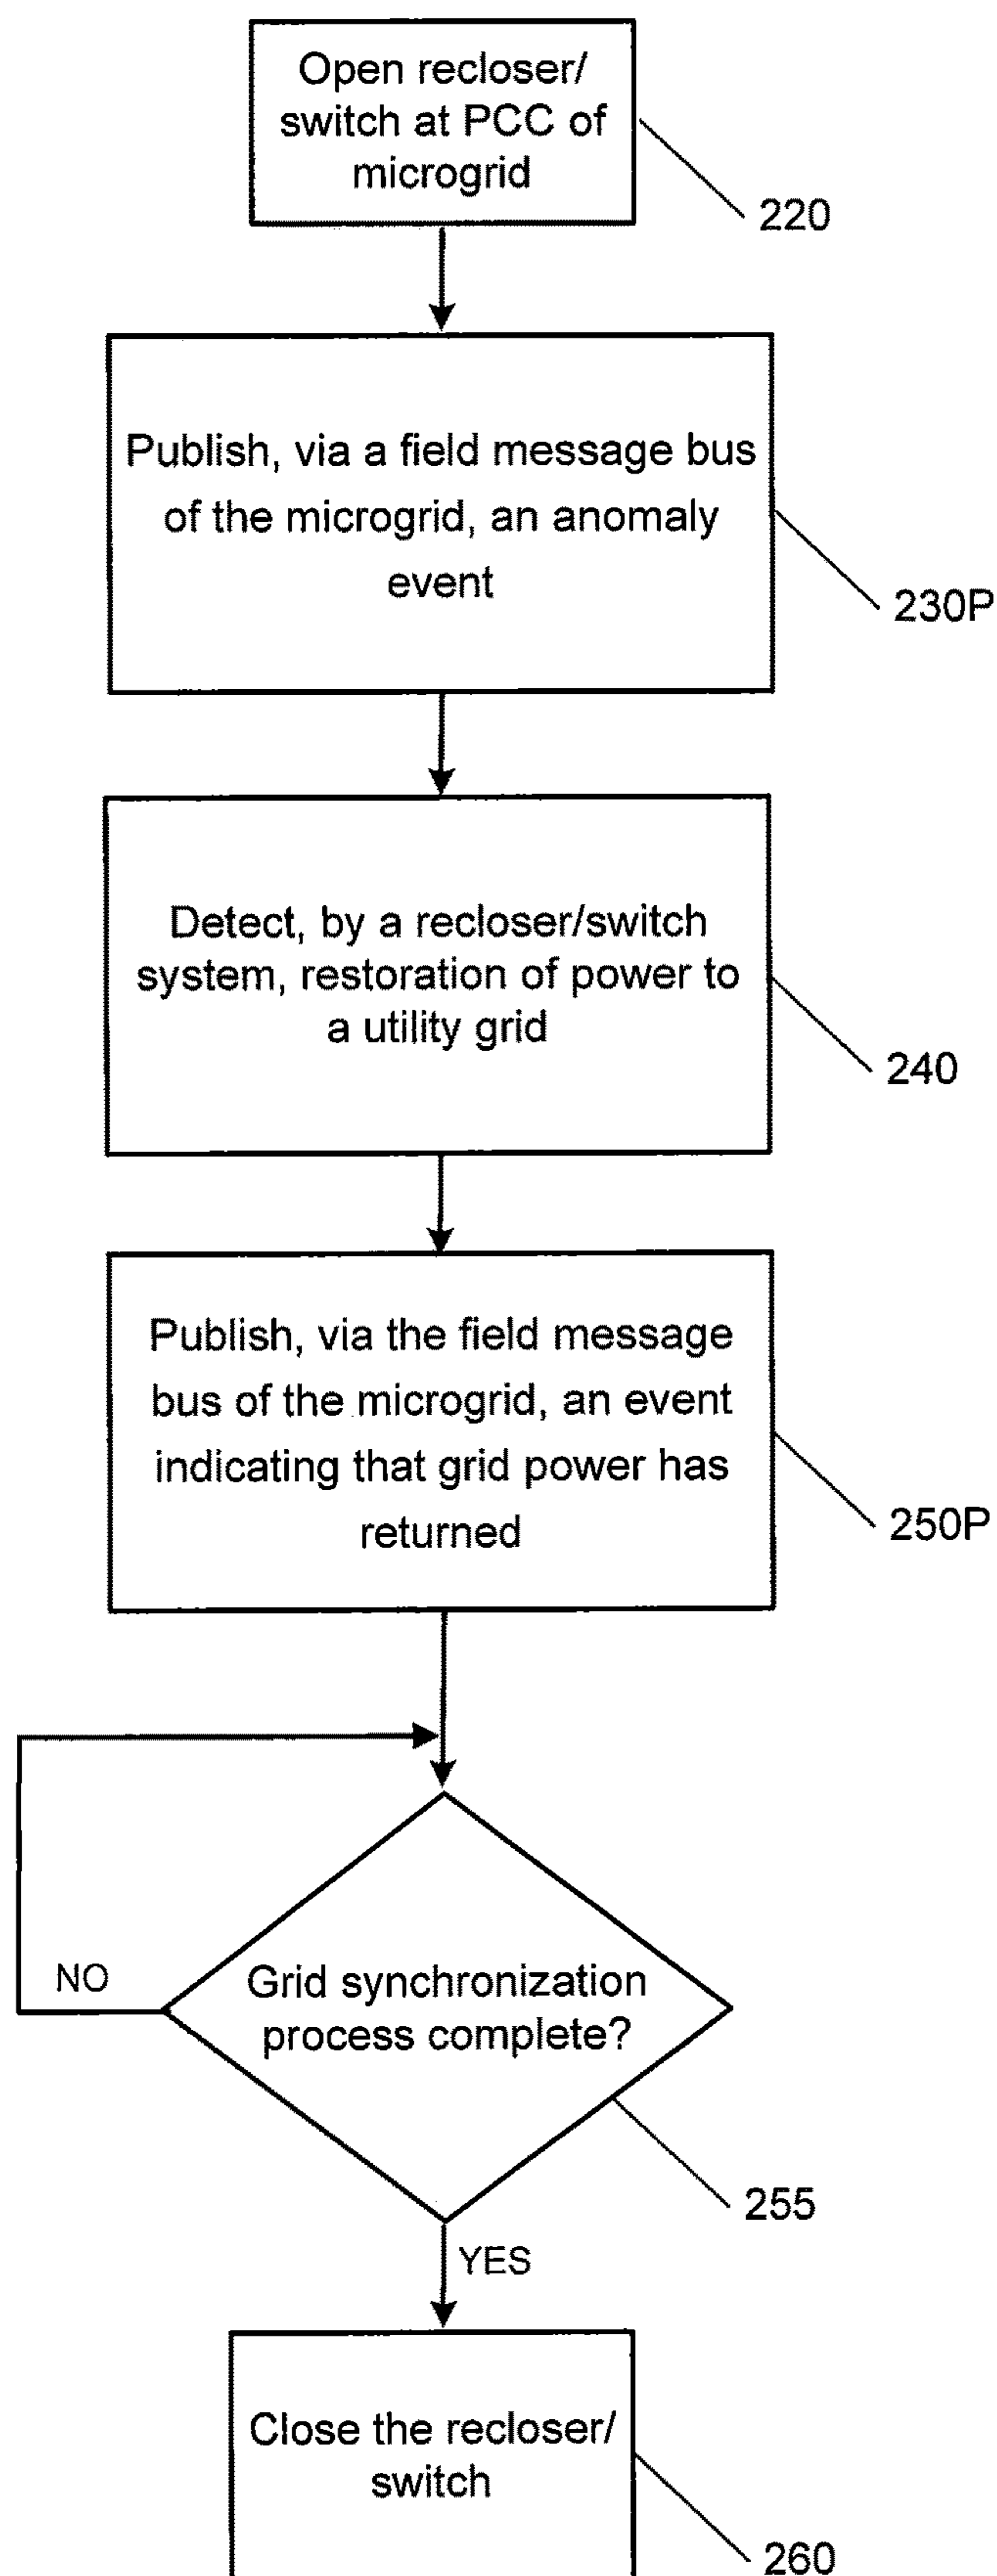 Open recloser/
switch at PCC of
microgrid
220
Publish, via a field message bus
of the microgrid, an anomaly
event
230P
Detect, by a recloser/switch
system, restoration of power to
a utility grid
240
Publish, via the field message
bus of the microgrid, an event
indicating that grid power has
returned
250P
NO
Grid synchronization
process complete?
255
YES
Close the recloser/
switch
260